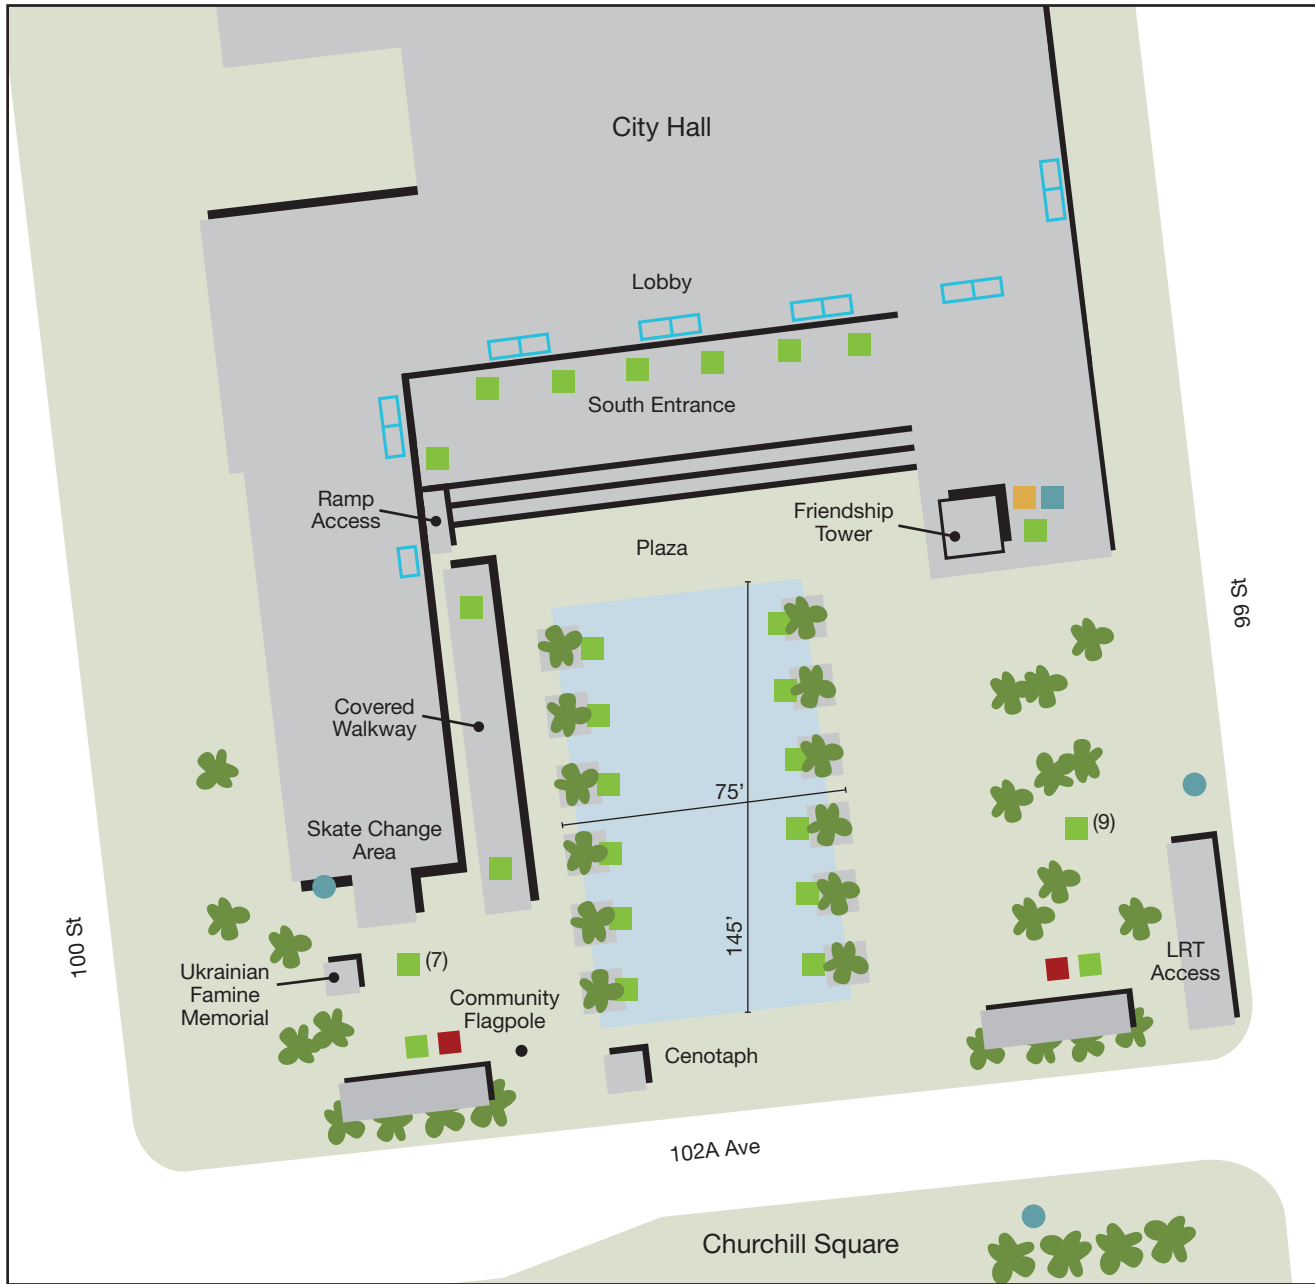 City Hall
Lobby
South Entrance
Ramp
Access
Friendship
Tower
Plaza
99 St
Covered
Walkway
75’
(9)
Skate Change
Area
145’
100 St
(7)
LRT
Access
Ukrainian
Famine
Memorial
Community
Flagpole
Cenotaph
102A Ave
Churchill Square